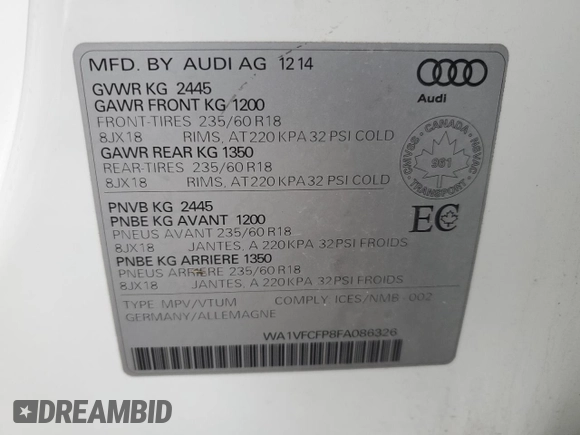 MFD. BY AUDI AG 12 14
GVWR KG 2445
GAWR FRONT KG 1200
FRONT-TIRES 235/60 R18
8JX18 RIMS, AT 220 KPA 32 PSI COLD
GAWR REAR KG 1350
REAR-TIRES 235/60 R18
8JX18 RIMS, AT 220 KPA 32 PSI COLD
PNVB KG 2445
PNBE KG AVANT 1200
PNEUS AVANT 235/60 R18
8JX18 JANTES, A 220 KPA 32 PSI FROIDS
PNBE KG ARRIERE 1350
PNEUS ARRIERE 235/60 R18
8JX18 JANTES, A 220 KPA 32 PSI FROIDS
TYPE MPV/VTUM COMPLY ICES/NMB - 002
GERMANY/ALLEMAGNE
WA1VFCFP8FA086326
Audi
CMVSS - CANADA - NSVAC
951
TRANSPORT
EC
DREAMBID